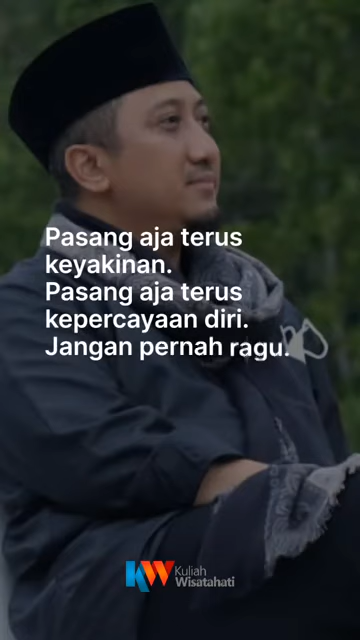 Pasang aja terus
keyakinan.
Pasang aja terus
kepercayaan diri.
Jangan pernah ragu.
KW Kuliah
Wisatahati